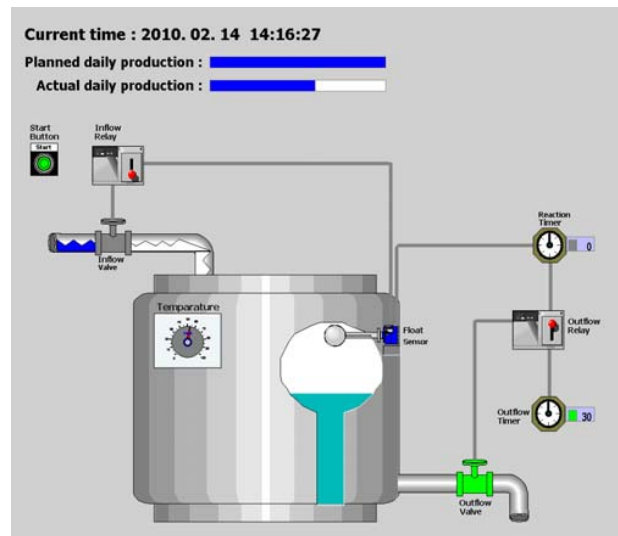 Current time : 2010. 02. 14 14:16:27
Planned daily production :
Actual daily production :
Start
Button
Start
Inflow
Relay
Inflow
Valve
Reaction
Timer
0
Temparature
Float
Sensor
Outflow
Relay
Outflow
Timer
30
Outflow
Valve